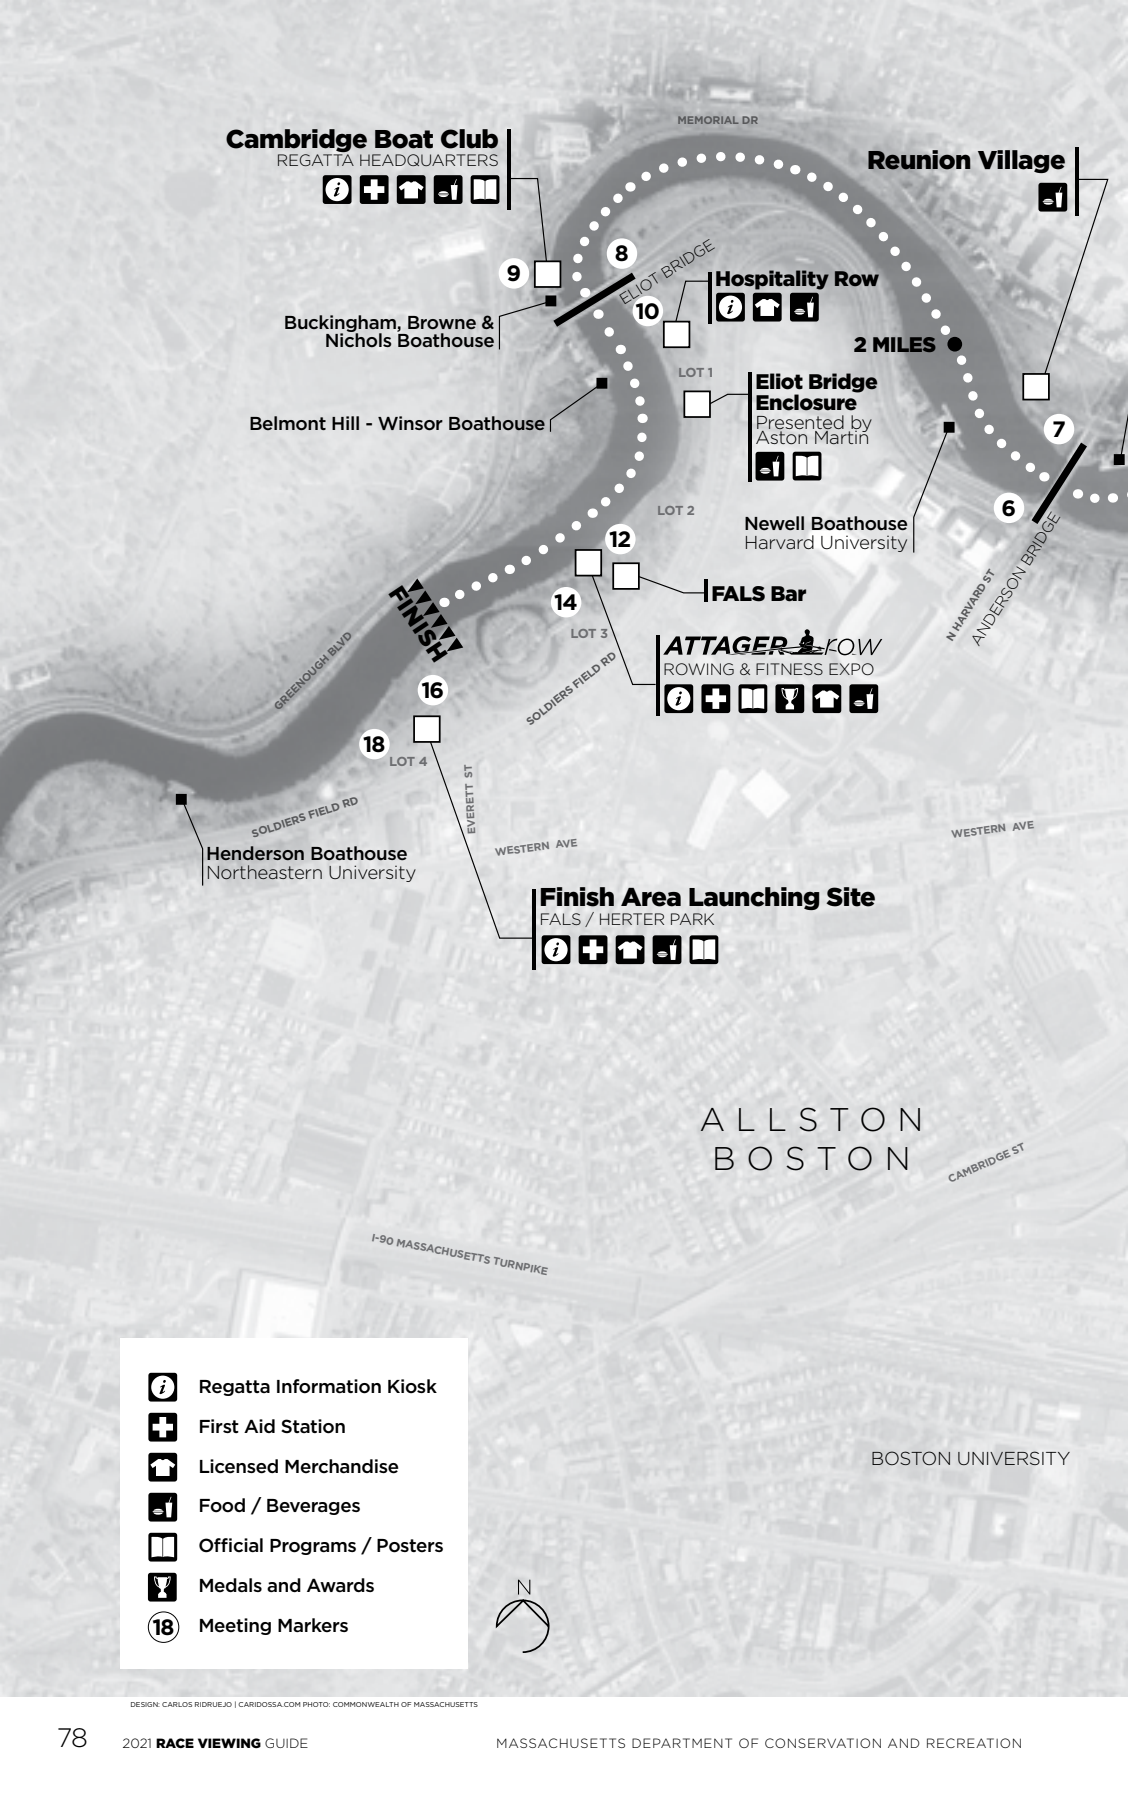 MEMORIAL DR
Cambridge Boat Club
REGATTA HEADQUARTERS
i
Reunion Village
8
ELIOT BRIDGE
9
10
Hospitality Row
i
Buckingham, Browne &
Nichols Boathouse
2 MILES
LOT 1
Eliot Bridge
Enclosure
Presented by
Aston Martin
Belmont Hill - Winsor Boathouse
7
6
ANDERSON BRIDGE
N HARVARD ST
LOT 2
Newell Boathouse
Harvard University
12
FALS Bar
14
FINISH
LOT 3
ATTAGER row
ROWING & FITNESS EXPO
i
GREENOUGH BLVD
SOLDIERS FIELD RD
16
18
LOT 4
EVERETT ST
SOLDIERS FIELD RD
WESTERN AVE
WESTERN AVE
Henderson Boathouse
Northeastern University
Finish Area Launching Site
FALS / HERTER PARK
i
ALLSTON
BOSTON
CAMBRIDGE ST
I-90 MASSACHUSETTS TURNPIKE
i Regatta Information Kiosk
First Aid Station
Licensed Merchandise
Food / Beverages
Official Programs / Posters
Medals and Awards
18 Meeting Markers
BOSTON UNIVERSITY
N
DESIGN: CARLOS RIDRUEJO | CARIDOSSA.COM PHOTO: COMMONWEALTH OF MASSACHUSETTS
78
2021 RACE VIEWING GUIDE
MASSACHUSETTS DEPARTMENT OF CONSERVATION AND RECREATION